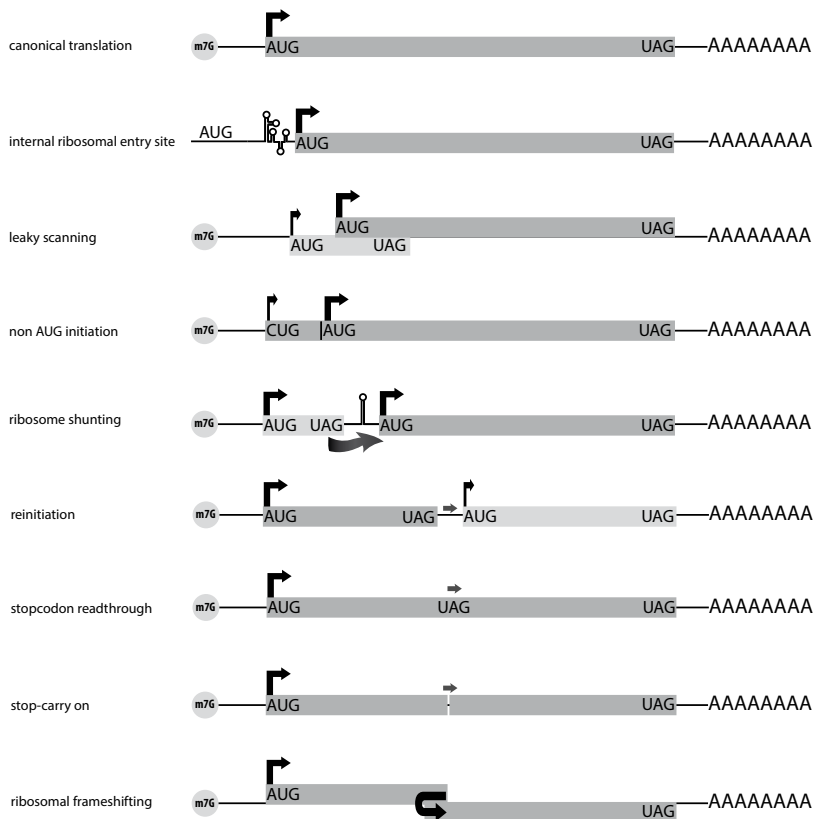 canonical translation m7G AUG UAG AAAAAAAA
internal ribosomal entry site AUG AUG UAG AAAAAAAA
leaky scanning m7G AUG UAG AUG UAG AAAAAAAA
non AUG initiation m7G CUG AUG UAG AAAAAAAA
ribosome shunting m7G AUG UAG AUG UAG AAAAAAAA
reinitiation m7G AUG UAG AUG UAG AAAAAAAA
stopcodon readthrough m7G AUG UAG UAG AAAAAAAA
stop-carry on m7G AUG UAG AAAAAAAA
ribosomal frameshifting m7G AUG UAG AAAAAAAA